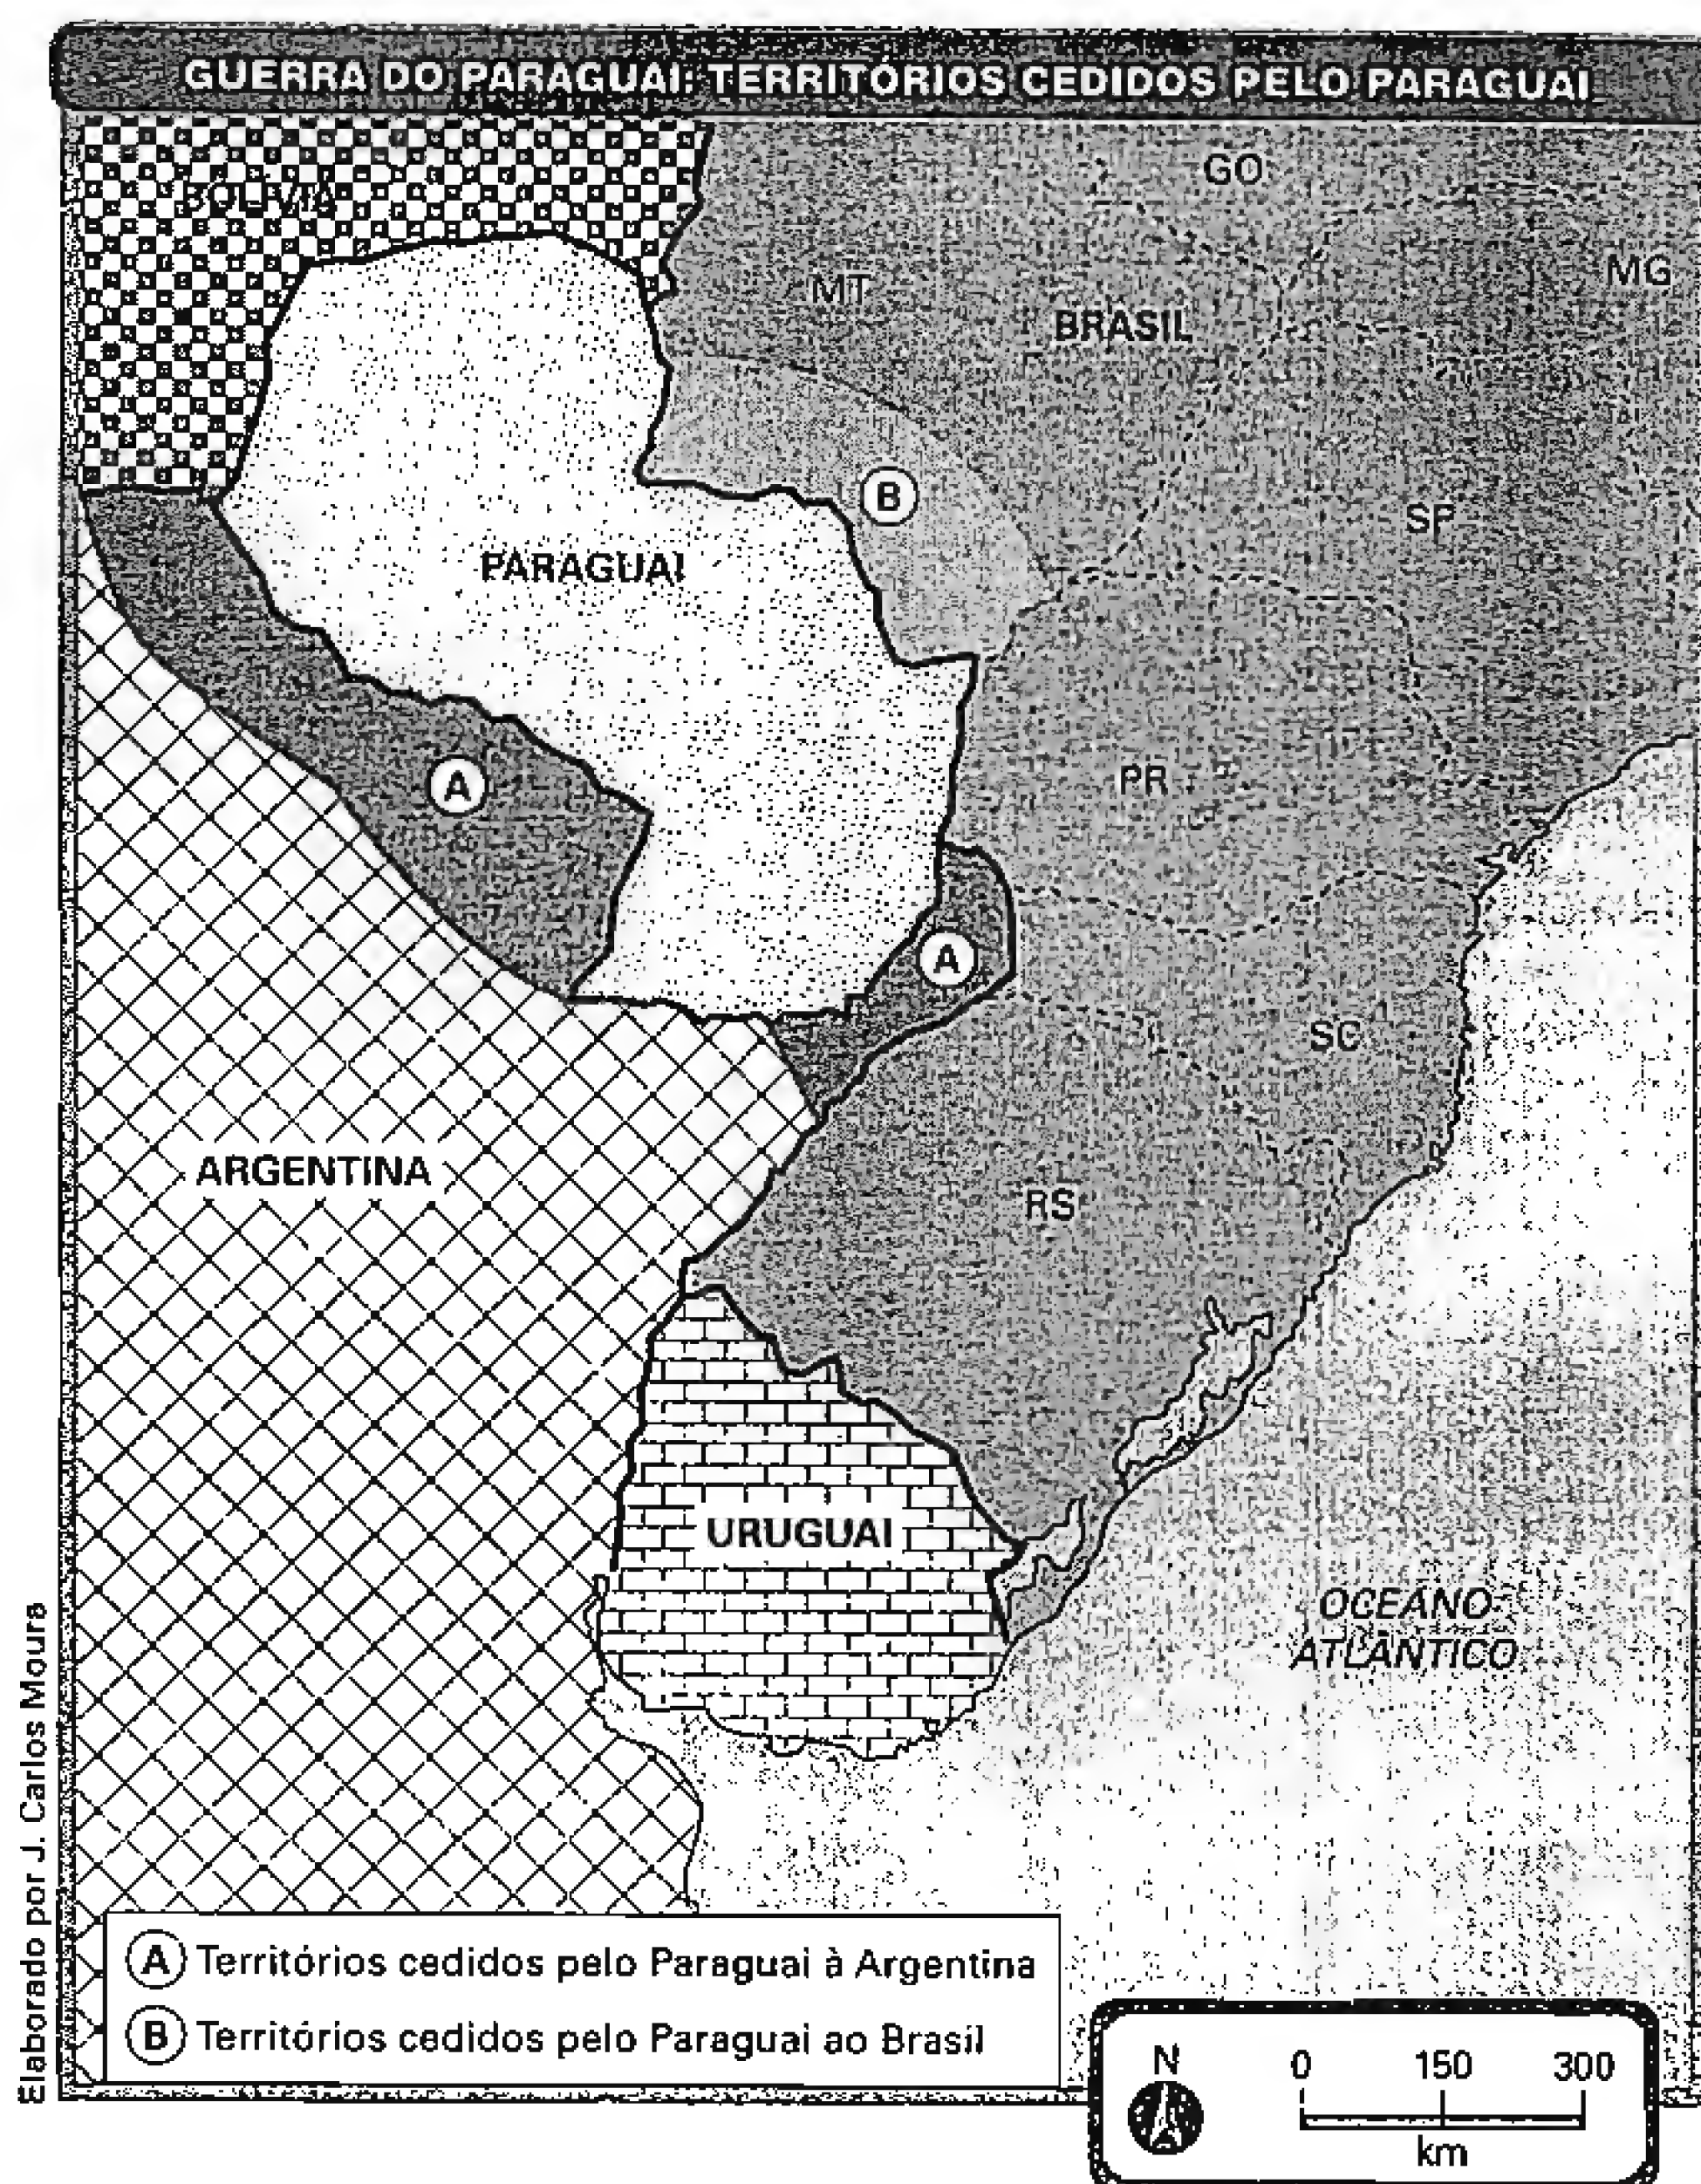 GUERRA DO PARAGUAI: TERRITÓRIOS CEDIDOS PELO PARAGUAI
BOLÍVIA
GO
MT
MG
BRASIL
B
SP
PARAGUAI
A
PR
A
SC
ARGENTINA
RS
URUGUAI
OCEANO
ATLÂNTICO
Elaborado por J. Carlos Moura
A Territórios cedidos pelo Paraguai à Argentina
B Territórios cedidos pelo Paraguai ao Brasil
N
0 150 300
km